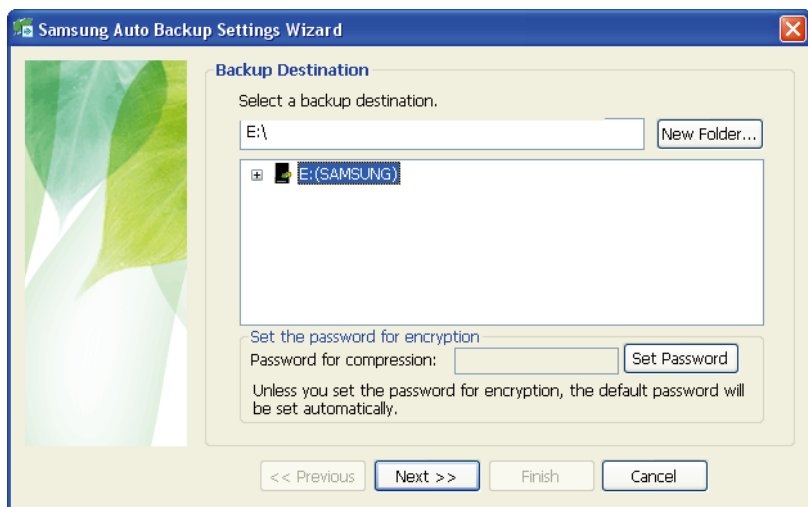 Samsung Auto Backup Settings Wizard
Backup Destination
Select a backup destination.
E:\
New Folder...
E:(SAMSUNG)
Set the password for encryption
Password for compression:
Set Password
Unless you set the password for encryption, the default password will
be set automatically.
<< Previous
Next >>
Finish
Cancel